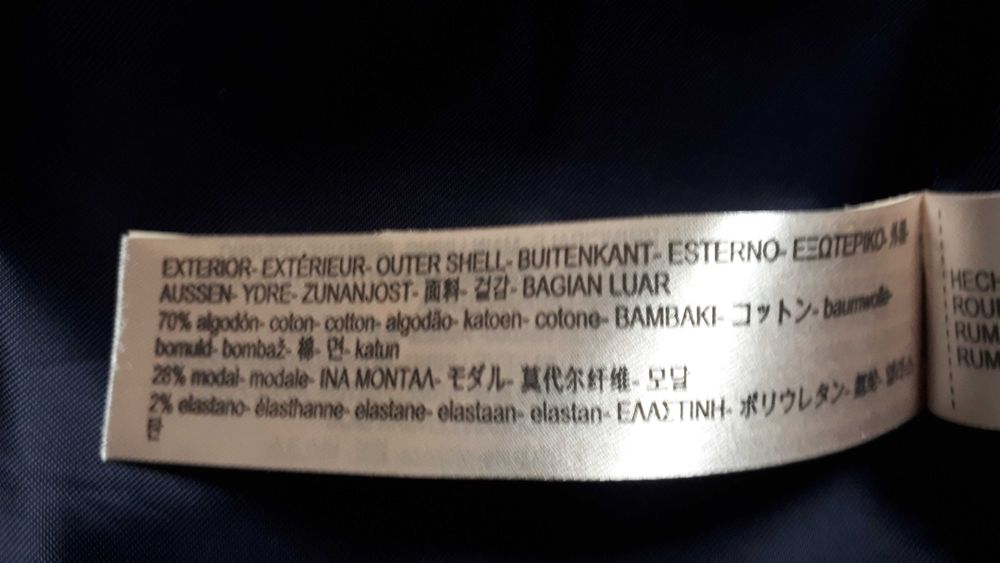 EXTERIOR- EXTÉRIEUR- OUTER SHELL- BUITENKANT- ESTERNO- ΕΞΩΤΕΡΙΚΟ-
AUSSEN- YDRE- ZUNANJOST- 面料- 겉감- BAGIAN LUAR
70% algodón- coton- cotton- algodão- katoen- cotone- BAMBAKI- コットン- baumwolle-
bomuld- bombaž- 棉- 면- katun
28% modal- modale- INA MONTAΛ- モダル- 莫代尔纤维- 모달
2% elastano- élasthanne- elastane- elastaan- elastan- ΕΛΑΣΤΙΝΗ- ポリウレタン-
탄
HECH
ROU
RUM
RUM